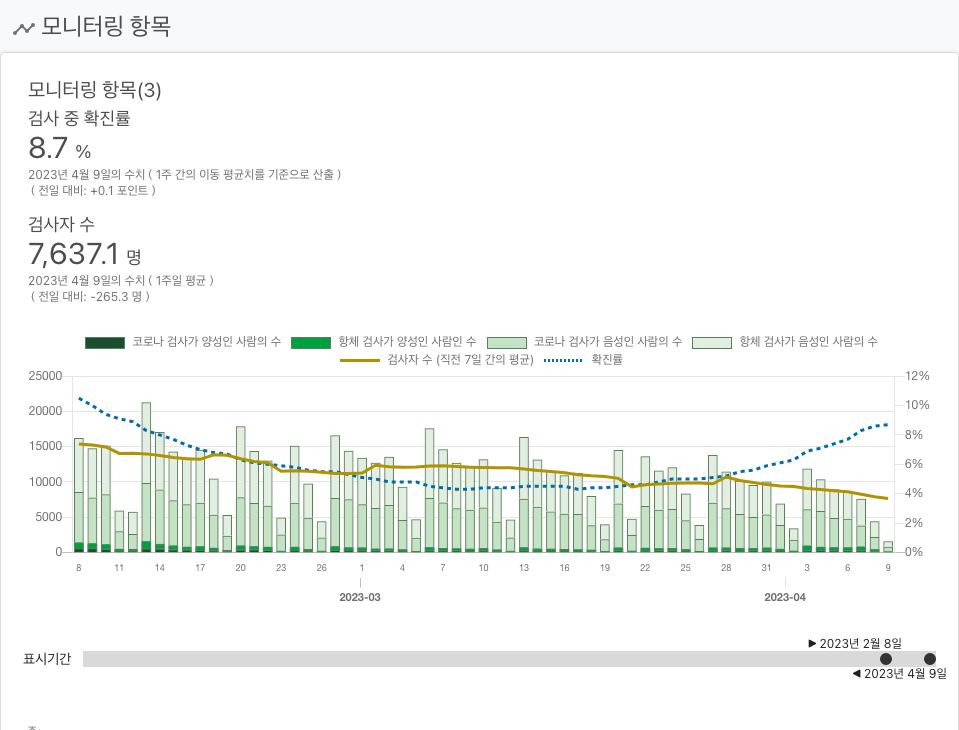 모니터링 항목
모니터링 항목(3)
검사 중 확진률
8.7 %
2023년 4월 9일의 수치 ( 1주 간의 이동 평균치를 기준으로 산출 )
( 전일 대비: +0.1 포인트 )
검사자 수
7,637.1 명
2023년 4월 9일의 수치 ( 1주일 평균 )
( 전일 대비: -265.3 명 )
코로나 검사가 양성인 사람의 수 항체 검사가 양성인 사람인 수 코로나 검사가 음성인 사람의 수 항체 검사가 음성인 사람의 수
검사자 수 (직전 7일 간의 평균) 확진률
25000 12%
20000 10%
15000 8%
10000 6%
5000 4%
0 2%
0%
8 11 14 17 20 23 26 1 4 7 10 13 16 19 22 25 28 31 3 6 9
2023-03 2023-04
▶ 2023년 2월 8일
표시기간
◀ 2023년 4월 9일